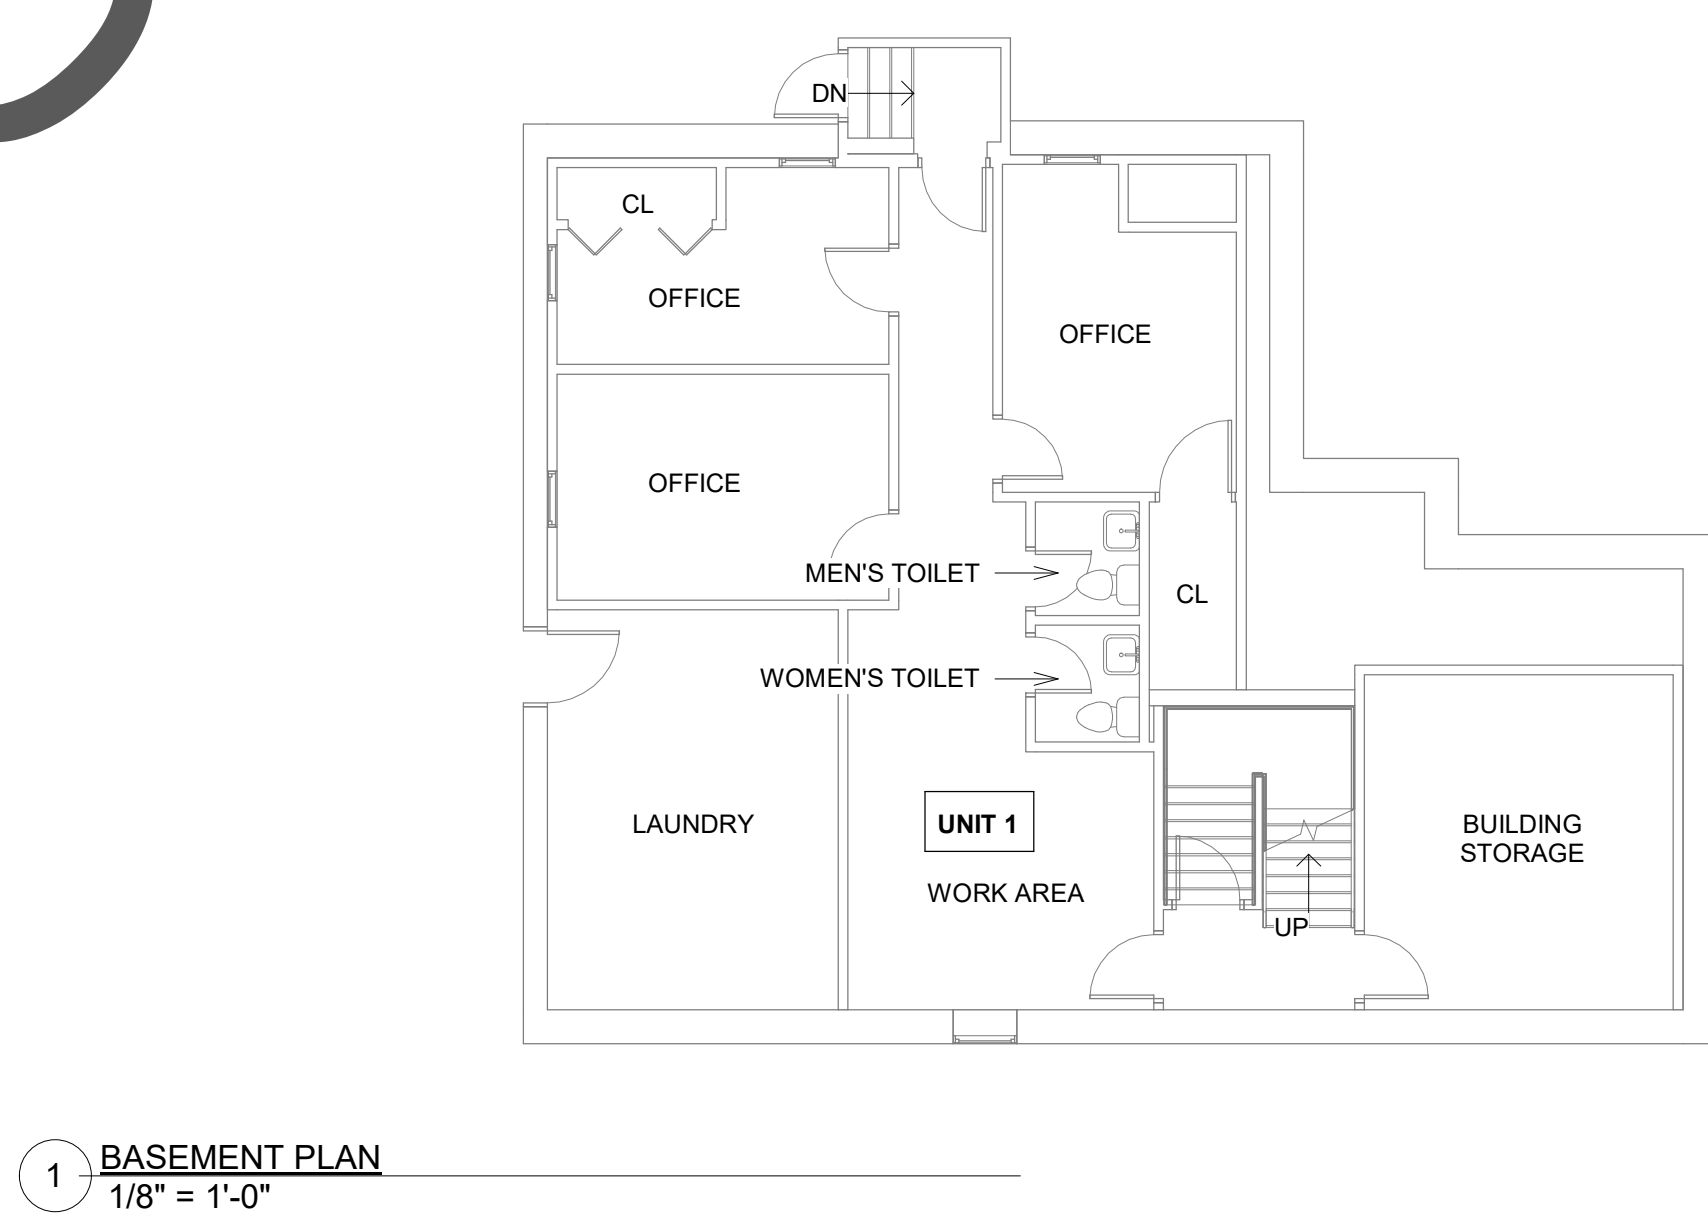 DN
CL
OFFICE
OFFICE
OFFICE
MEN'S TOILET
CL
WOMEN'S TOILET
LAUNDRY
UNIT 1
WORK AREA
UP
BUILDING
STORAGE
1
BASEMENT PLAN
1/8" = 1'-0"